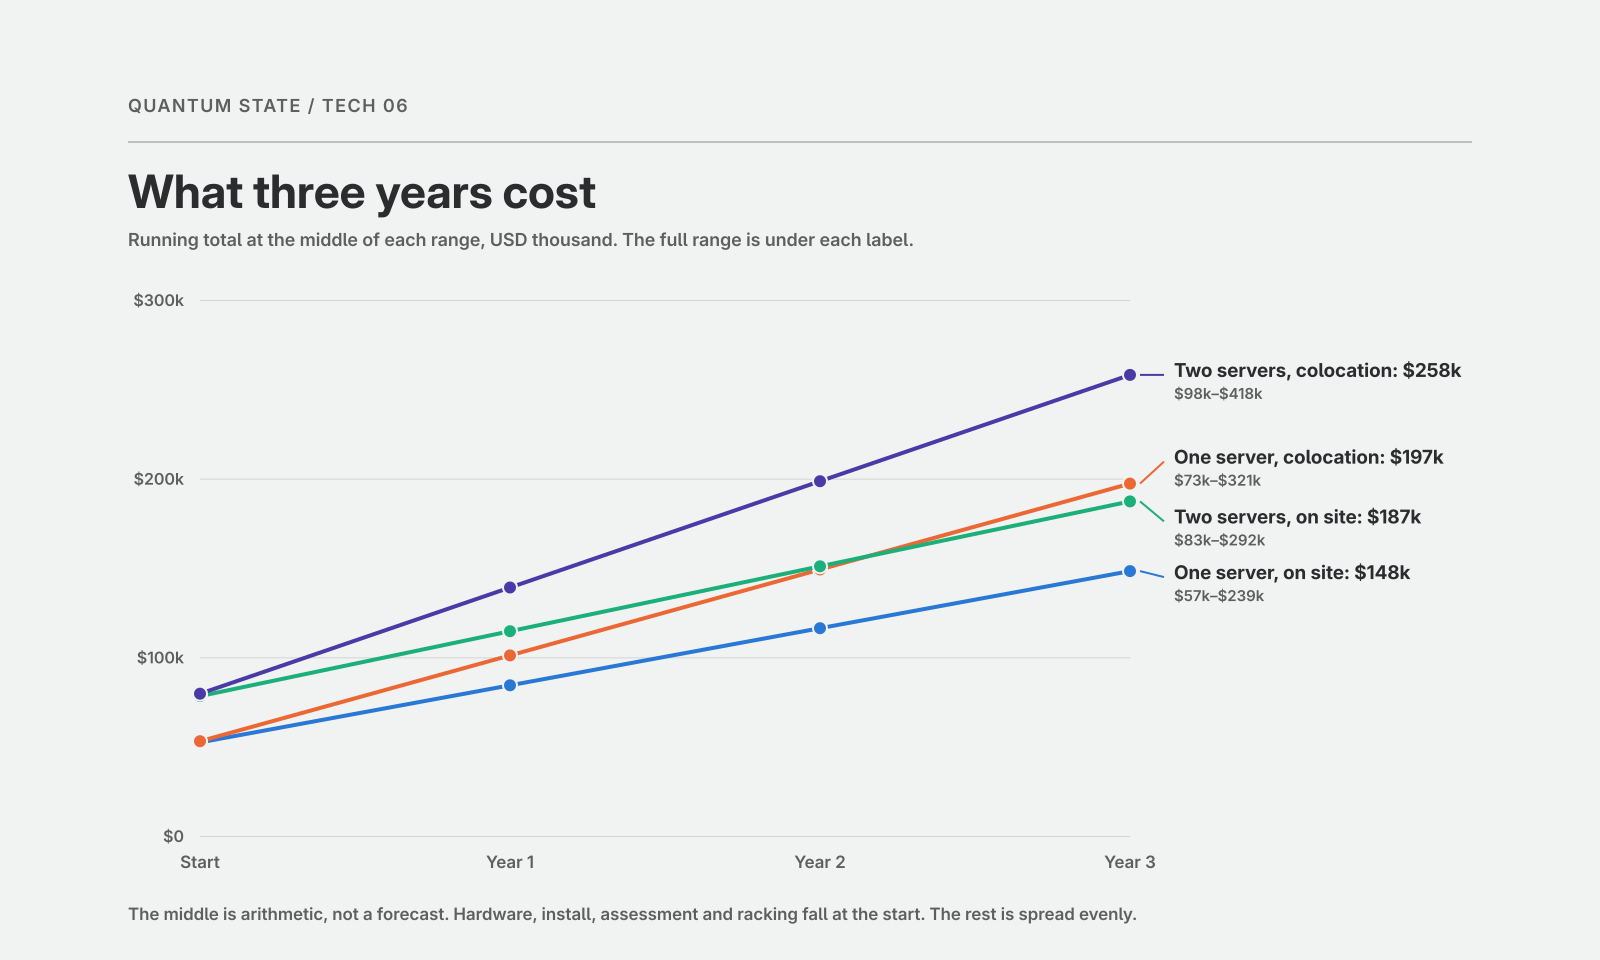 QUANTUM STATE / TECH 06
What three years cost
Running total at the middle of each range, USD thousand. The full range is under each label.
$300k
$200k
$100k
$0
Two servers, colocation: $258k
$98k–$418k
One server, colocation: $197k
$73k–$321k
Two servers, on site: $187k
$83k–$292k
One server, on site: $148k
$57k–$239k
Start
Year 1
Year 2
Year 3
The middle is arithmetic, not a forecast. Hardware, install, assessment and racking fall at the start. The rest is spread evenly.